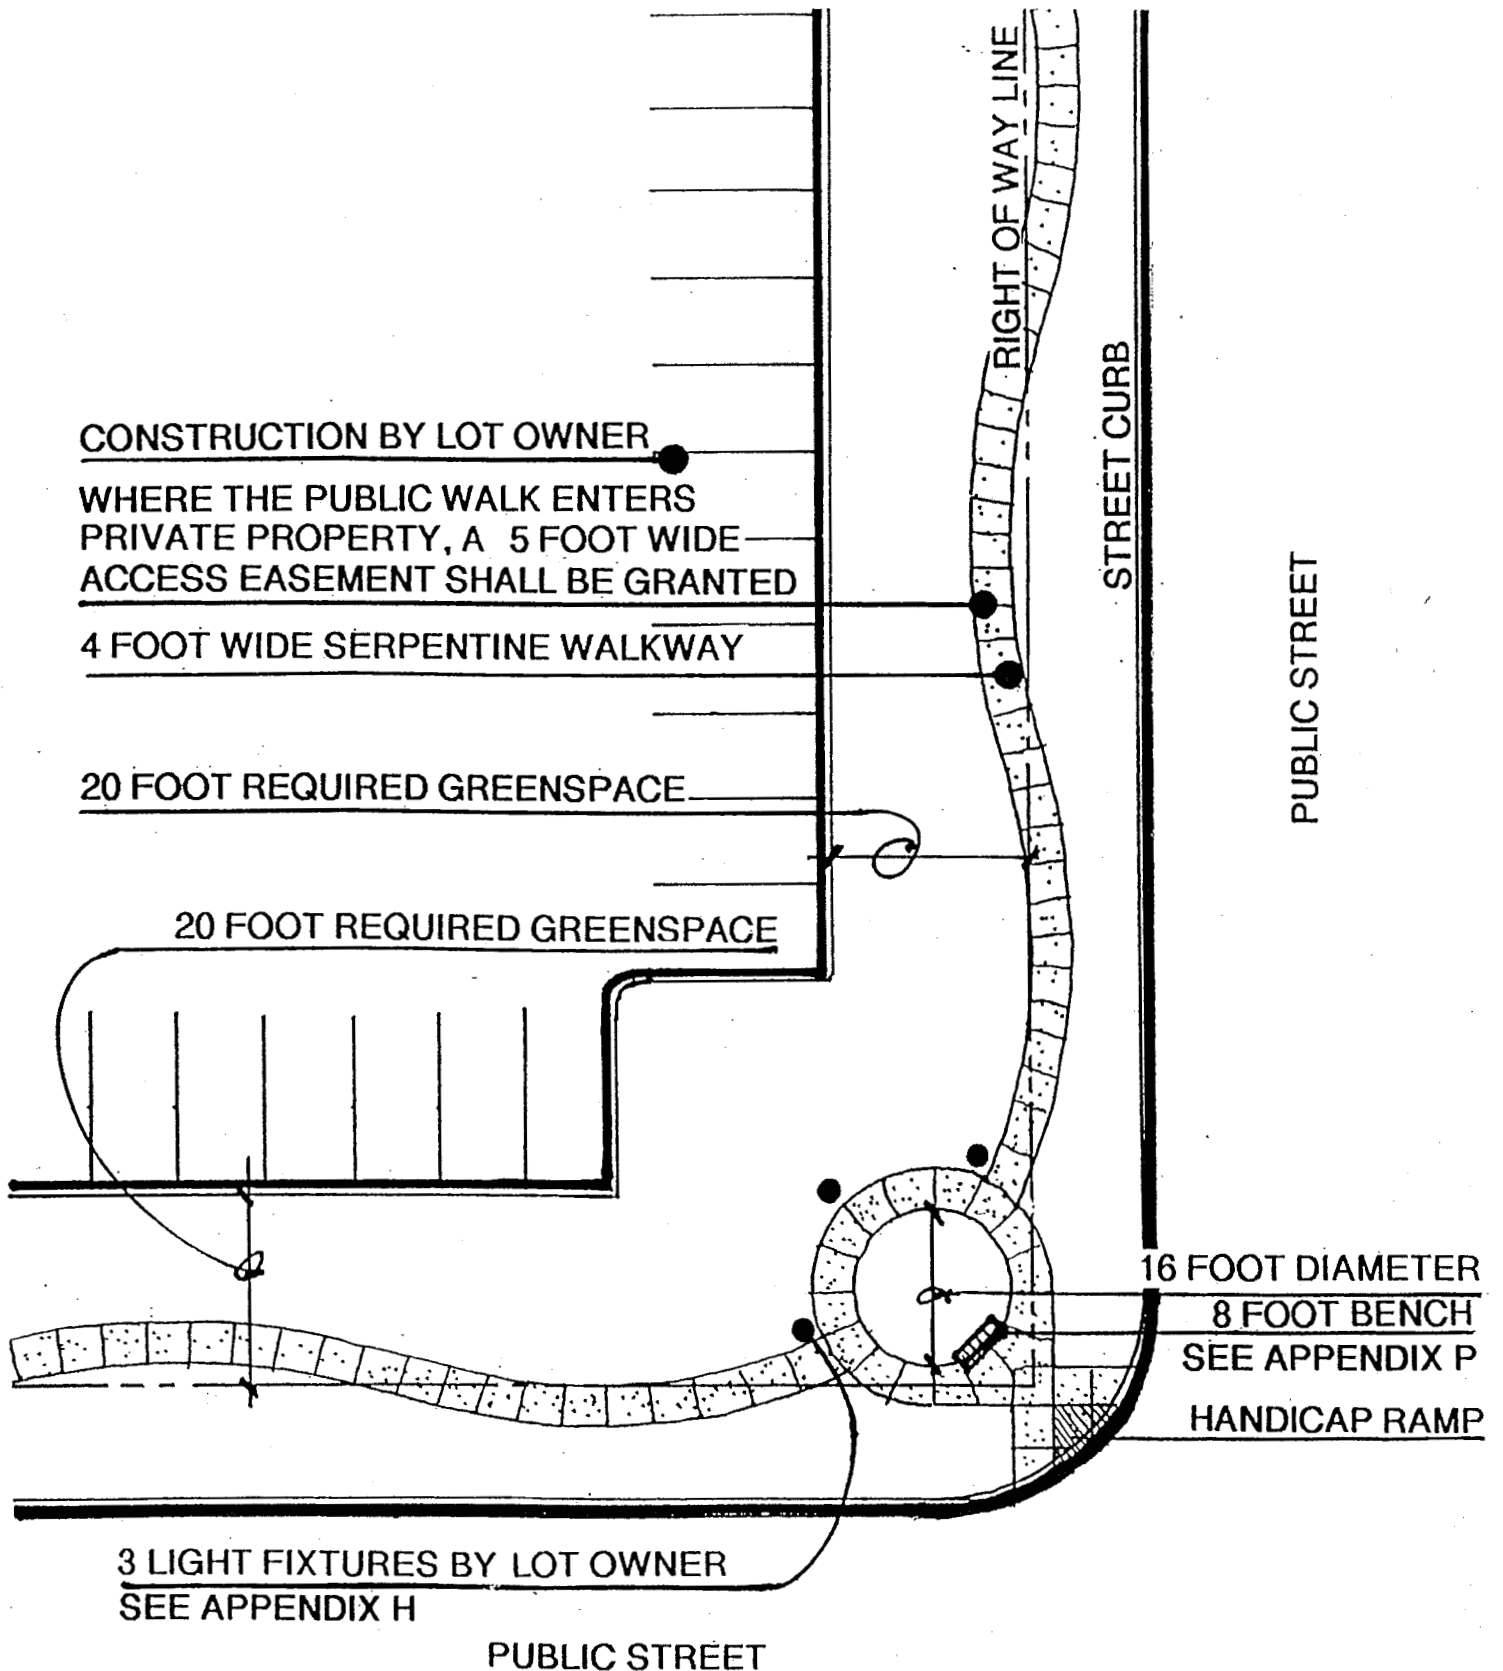 RIGHT OF WAY LINE
STREET CURB
PUBLIC STREET
CONSTRUCTION BY LOT OWNER
WHERE THE PUBLIC WALK ENTERS
PRIVATE PROPERTY, A 5 FOOT WIDE
ACCESS EASEMENT SHALL BE GRANTED
4 FOOT WIDE SERPENTINE WALKWAY
20 FOOT REQUIRED GREENSPACE
20 FOOT REQUIRED GREENSPACE
16 FOOT DIAMETER
8 FOOT BENCH
SEE APPENDIX P
HANDICAP RAMP
3 LIGHT FIXTURES BY LOT OWNER
SEE APPENDIX H
PUBLIC STREET